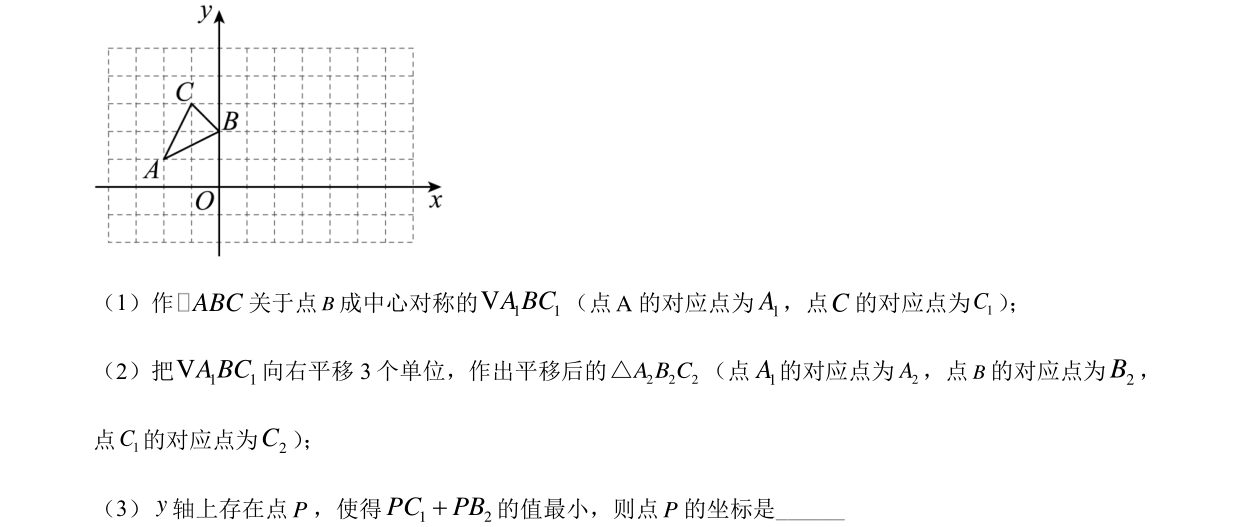 y
C
B
A
O
x
（1）作□ABC关于点B成中心对称的VA₁BC₁（点A的对应点为A₁，点C的对应点为C₁）；
（2）把VA₁BC₁向右平移3个单位，作出平移后的△A₂B₂C₂（点A₁的对应点为A₂，点B的对应点为B₂，
点C₁的对应点为C₂）；
（3）y轴上存在点P，使得PC₁+PB₂的值最小，则点P的坐标是______